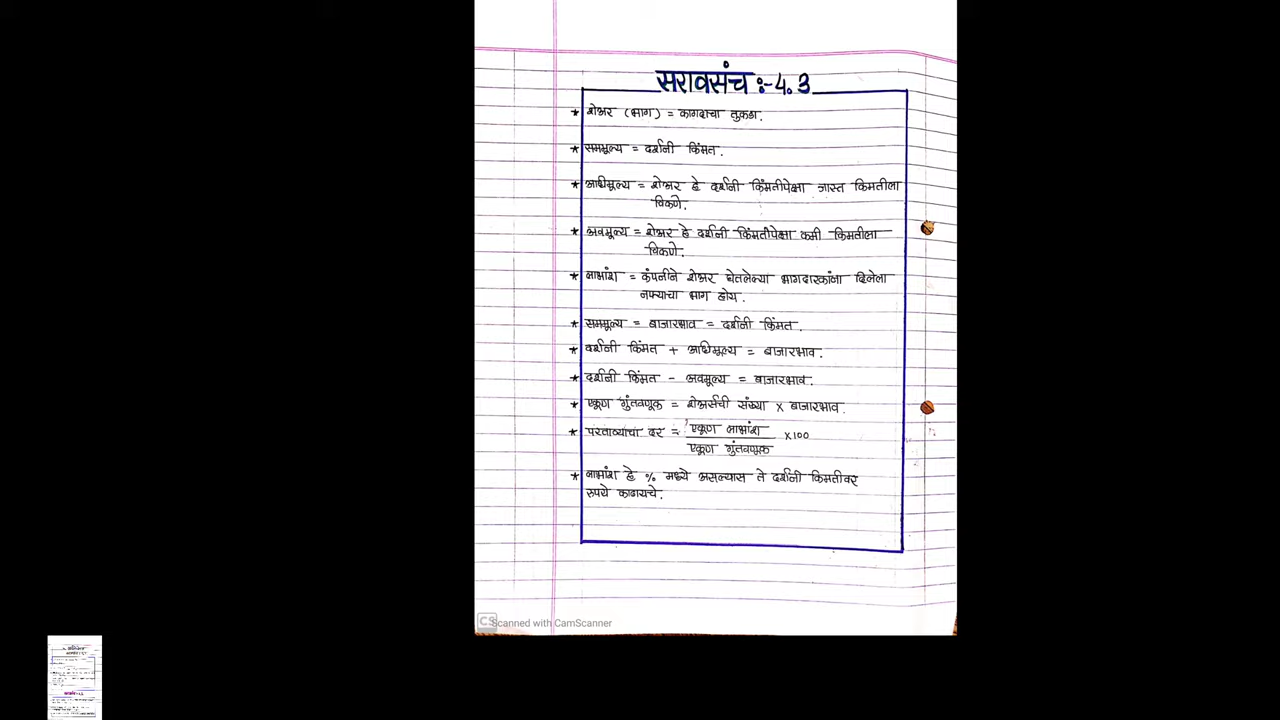 सरावसंच :- 4.3
* शेअर (भाग) = कागदाचा तुकडा.
* सममूल्य = दर्शनी किंमत.
* अधिमूल्य = शेअर हे दर्शनी किंमतीपेक्षा जास्त किमतीला
विकणे.
* अवमूल्य = शेअर हे दर्शनी किंमतीपेक्षा कमी किमतीला
विकणे.
* लाभांश = कंपनीने शेअर घेतलेल्या भागदारकांना दिलेला
नफ्याचा भाग होय.
* सममूल्य = बाजारभाव = दर्शनी किंमत.
* दर्शनी किंमत + अधिमूल्य = बाजारभाव.
* दर्शनी किंमत - अवमूल्य = बाजारभाव.
* एकूण गुंतवणूक = शेअर्सची संख्या x बाजारभाव.
* परताव्याचा दर = एकूण लाभांश x100
एकूण गुंतवणूक
* लाभांश हे % मध्ये असल्यास ते दर्शनी किमतीवर
रुपये काढायचे.
CS Scanned with CamScanner